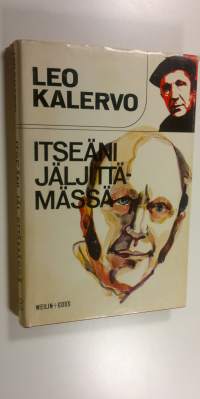 LEO
KALERVO
ITSEÄNI
JÄLJITTÄ-
MÄSSÄ
WEILIN+GÖÖS